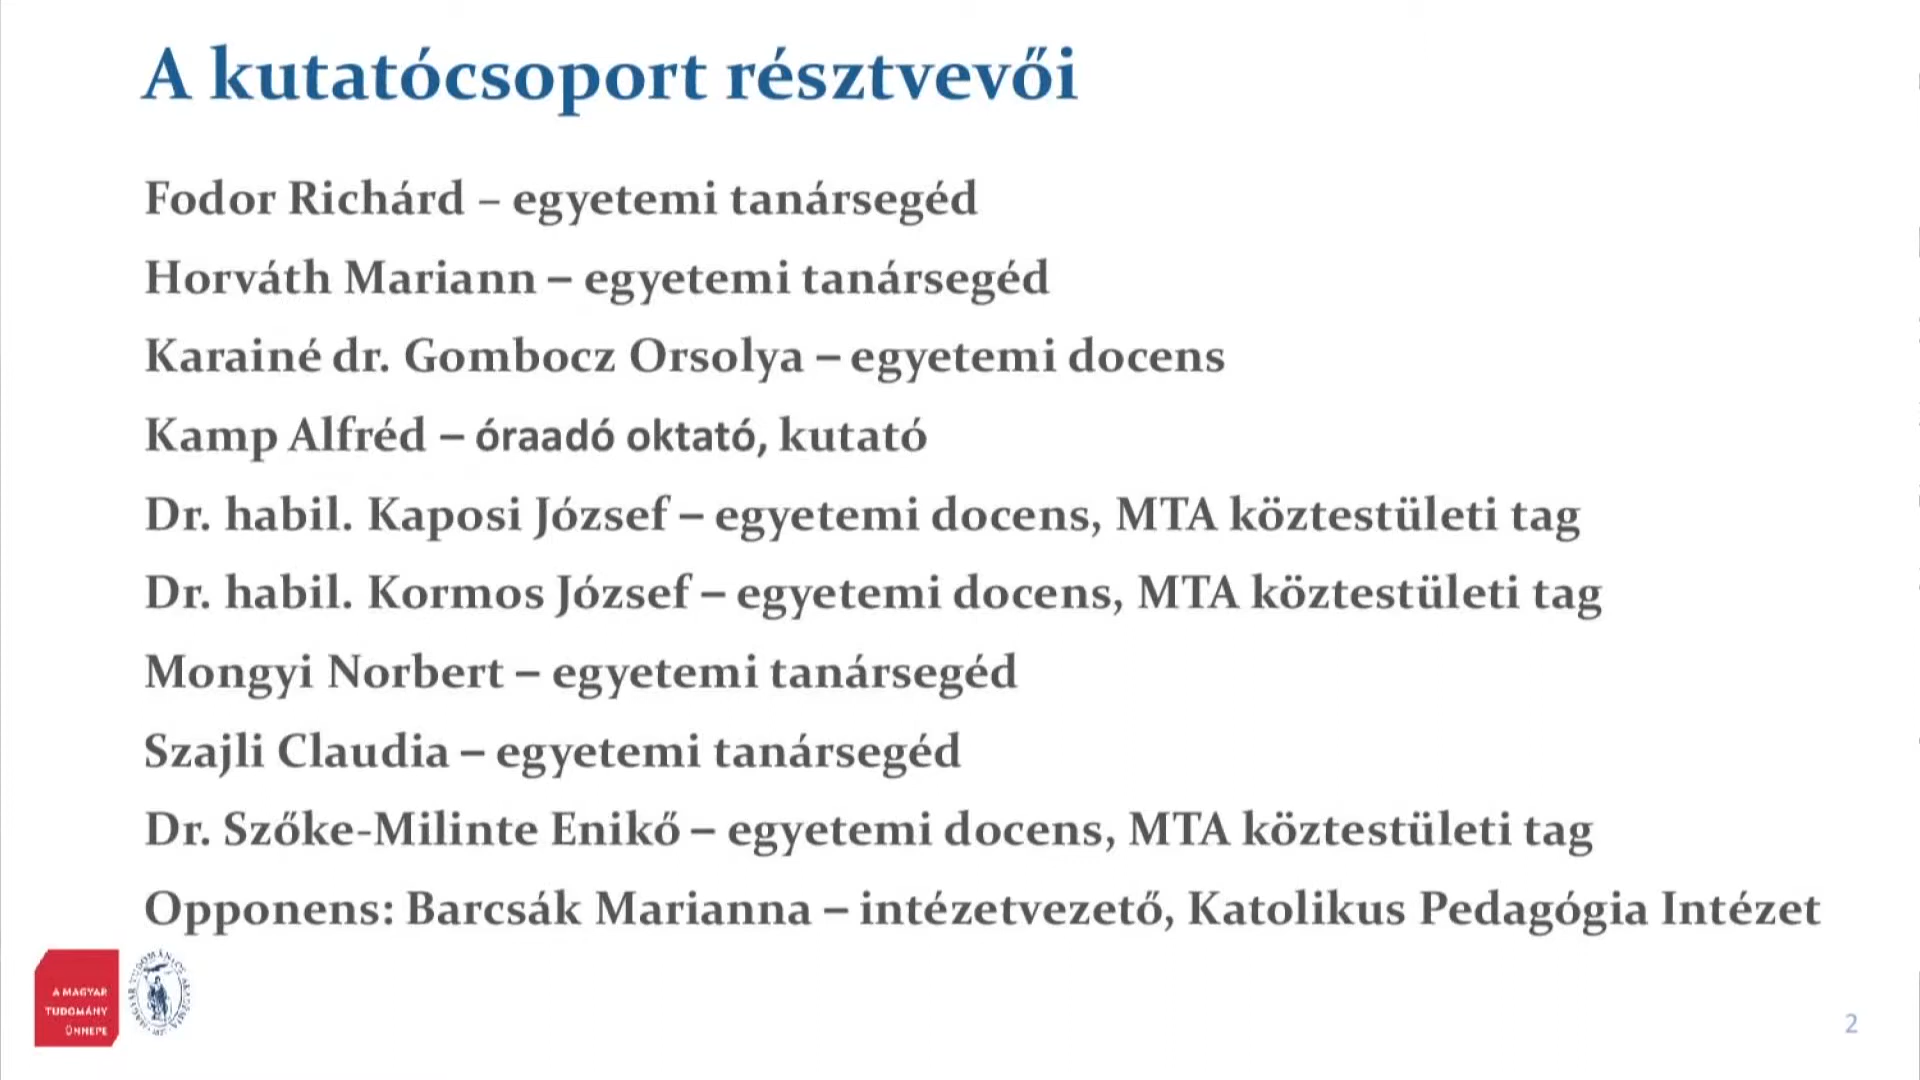 A kutatócsoport résztvevői
Fodor Richárd – egyetemi tanársegéd
Horváth Mariann – egyetemi tanársegéd
Karainé dr. Gombocz Orsolya – egyetemi docens
Kamp Alfréd – óraadó oktató, kutató
Dr. habil. Kaposi József – egyetemi docens, MTA köztestületi tag
Dr. habil. Kormos József – egyetemi docens, MTA köztestületi tag
Mongyi Norbert – egyetemi tanársegéd
Szajli Claudia – egyetemi tanársegéd
Dr. Szőke-Milinte Enikő – egyetemi docens, MTA köztestületi tag
Opponens: Barcsák Marianna – intézetvezető, Katolikus Pedagógia Intézet
A MAGYAR
TUDOMÁNY
ÜNNEPE
2